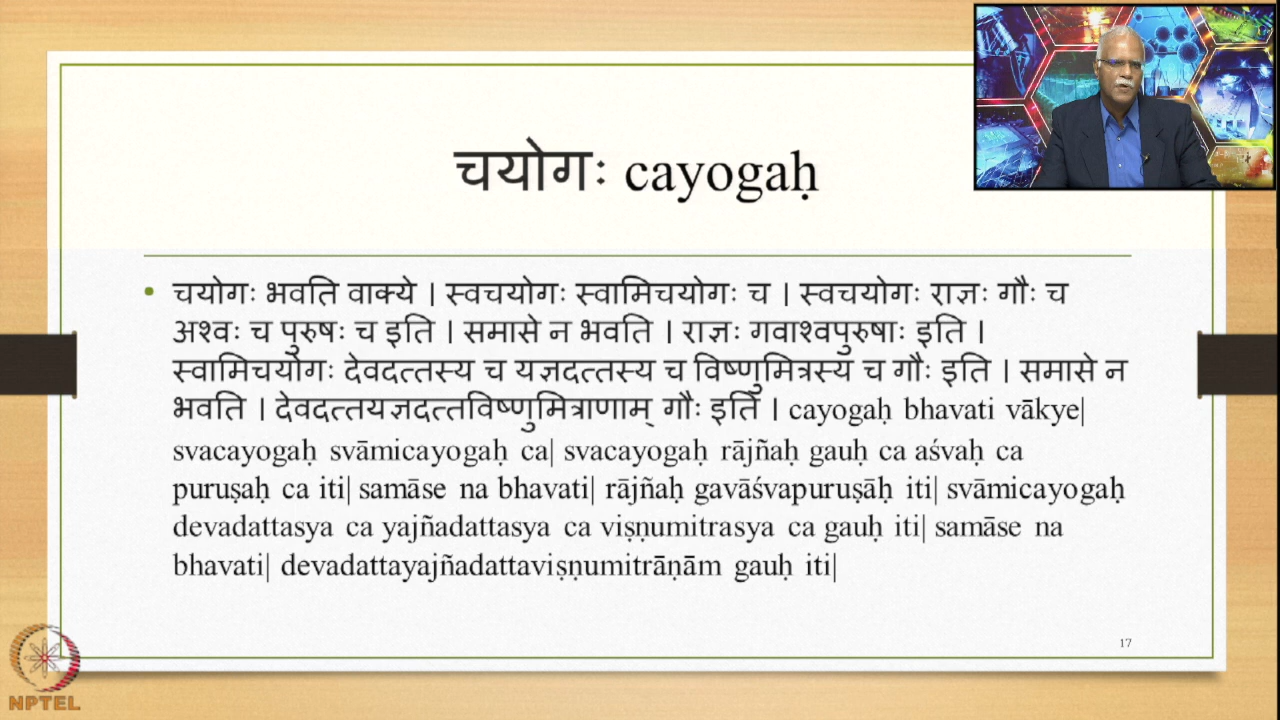 चयोगः cayogaḥ
• चयोगः भवति वाक्ये । स्वचयोगः स्वामिचयोगः च । स्वचयोगः राज्ञः गौः च
अश्वः च पुरुषः च इति । समासे न भवति । राज्ञः गवाश्वपुरुषाः इति ।
स्वामिचयोगः देवदत्तस्य च यज्ञदत्तस्य च विष्णुमित्रस्य च गौः इति । समासे न
भवति । देवदत्तयज्ञदत्तविष्णुमित्राणाम् गौः इति । cayogaḥ bhavati vākye|
svacayogaḥ svāmicayogaḥ ca| svacayogaḥ rājñaḥ gauḥ ca aśvaḥ ca
puruṣaḥ ca iti| samāse na bhavati| rājñaḥ gavāśvapuruṣāḥ iti| svāmicayogaḥ
devadattasya ca yajñadattasya ca viṣṇumitrasya ca gauḥ iti| samāse na
bhavati| devadattayajñadattaviṣṇumitrāṇām gauḥ iti|
17
NPTEL